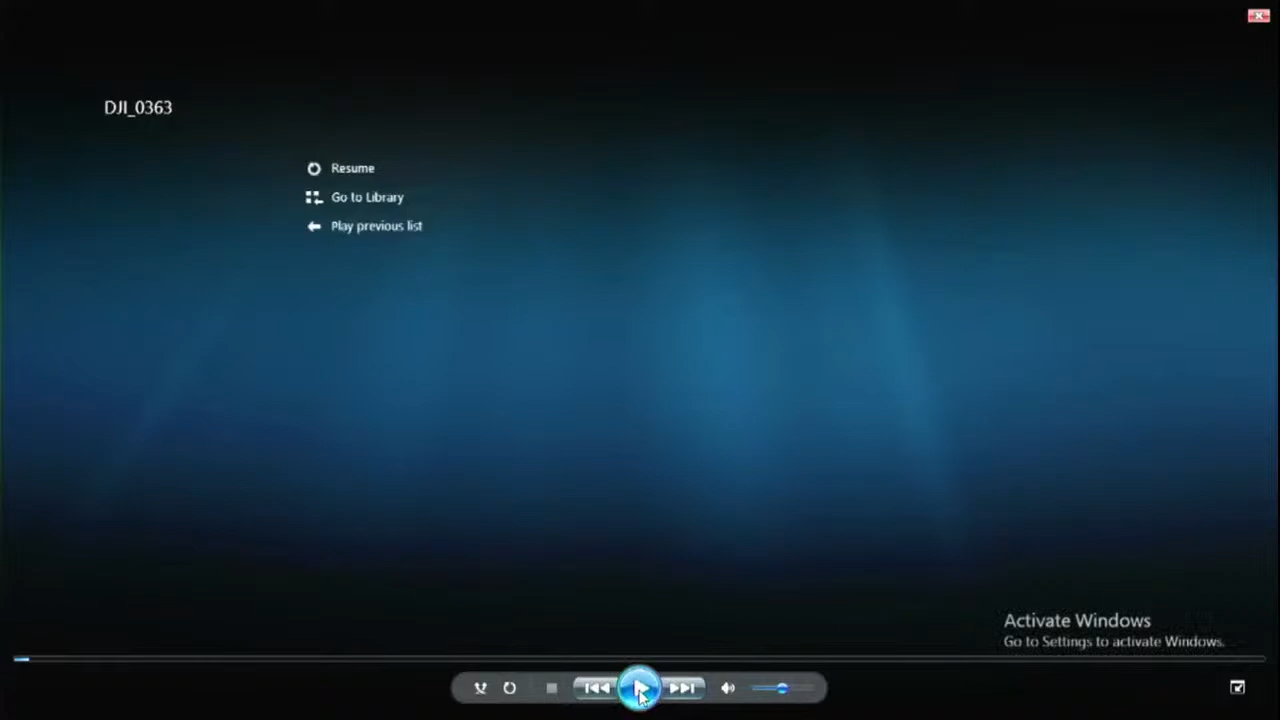 DJI_0363
Resume
Go to Library
Play previous list
Activate Windows
Go to Settings to activate Windows.